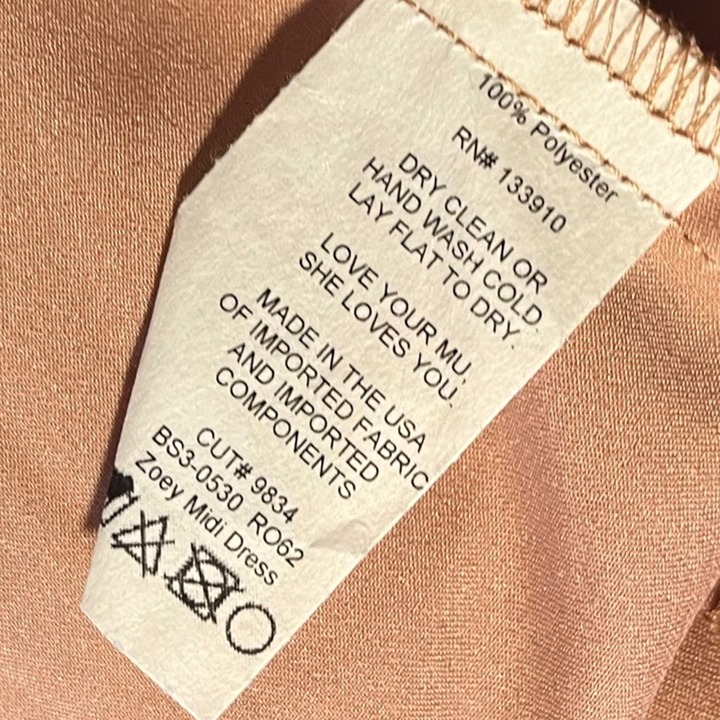 100% Polyester
RN# 133910
DRY CLEAN OR
HAND WASH COLD
LAY FLAT TO DRY.
LOVE YOUR MU,
SHE LOVES YOU.
MADE IN THE USA
OF IMPORTED FABRIC
AND IMPORTED
COMPONENTS
CUT# 9834
BS3-0530 RO62
Zoey Midi Dress